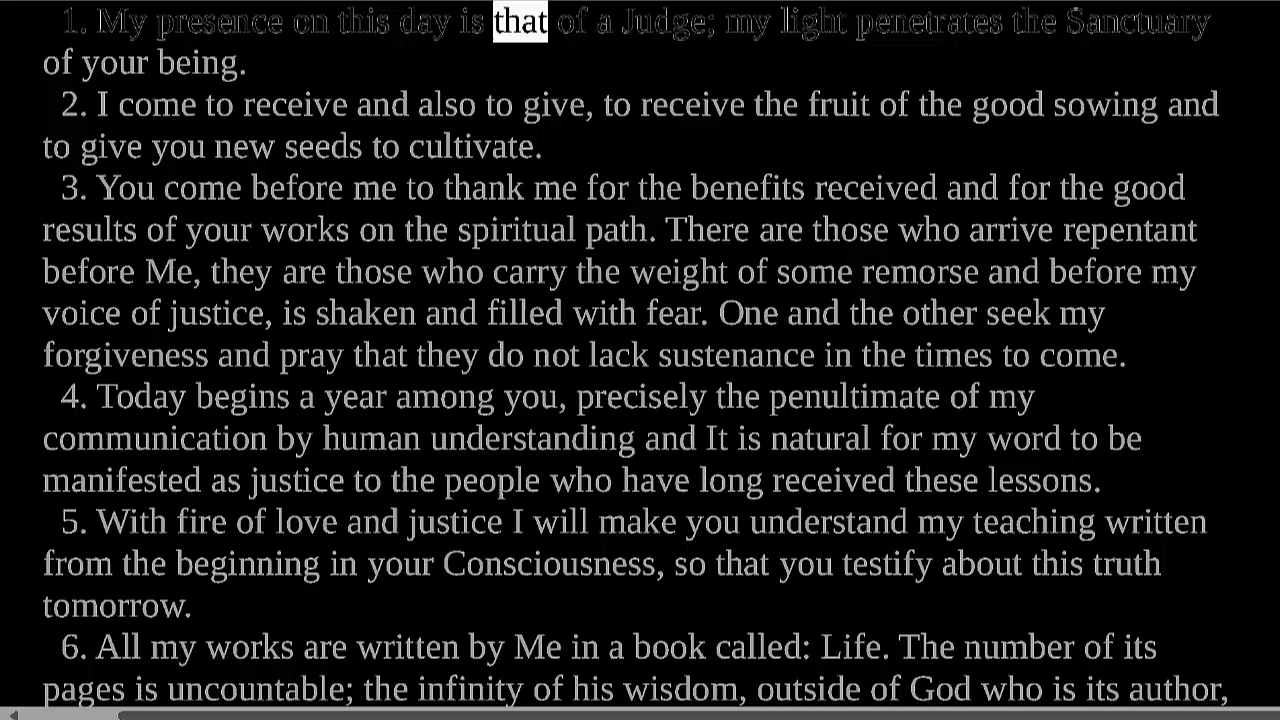 1. My presence on this day is that of a Judge; my light penetrates the Sanctuary
of your being.
2. I come to receive and also to give, to receive the fruit of the good sowing and
to give you new seeds to cultivate.
3. You come before me to thank me for the benefits received and for the good
results of your works on the spiritual path. There are those who arrive repentant
before Me, they are those who carry the weight of some remorse and before my
voice of justice, is shaken and filled with fear. One and the other seek my
forgiveness and pray that they do not lack sustenance in the times to come.
4. Today begins a year among you, precisely the penultimate of my
communication by human understanding and It is natural for my word to be
manifested as justice to the people who have long received these lessons.
5. With fire of love and justice I will make you understand my teaching written
from the beginning in your Consciousness, so that you testify about this truth
tomorrow.
6. All my works are written by Me in a book called: Life. The number of its
pages is uncountable; the infinity of his wisdom, outside of God who is its author,